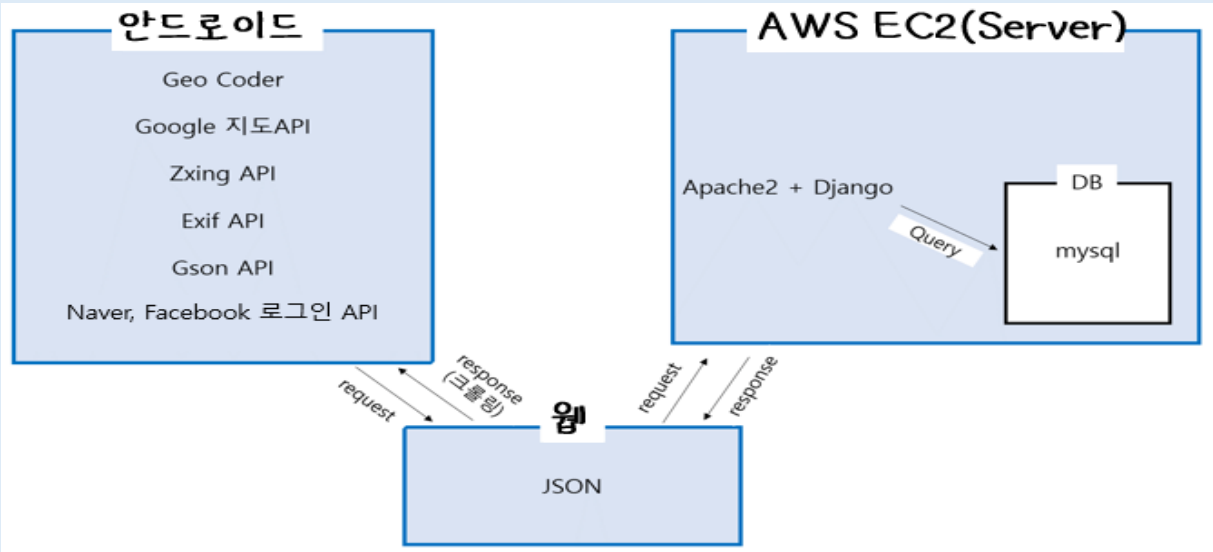 안드로이드
Geo Coder
Google 지도API
Zxing API
Exif API
Gson API
Naver, Facebook 로그인 API
AWS EC2(Server)
Apache2 + Django
Query
DB
mysql
request
response
(크롤링)
request
response
웹
JSON